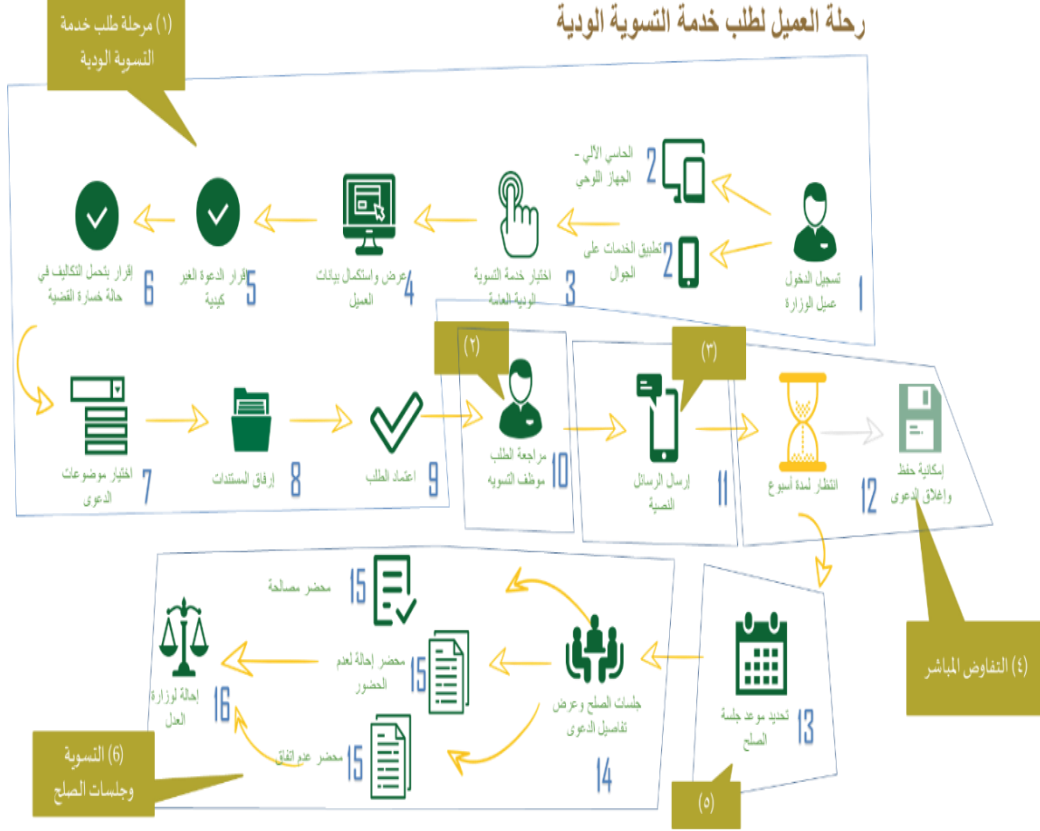 رحلة العميل لطلب خدمة التسوية الودية
(١) مرحلة طلب خدمة
التسوية الودية
تسجيل الدخول
عميل الوزارة
1
الحاسي الآلي -
الجهاز اللوحي
2
تطبيق الخدمات على
الجوال
2
اختيار خدمة التسوية
الودية العامة
3
عرض واستكمال بيانات
العميل
4
إقرار الدعوة الغير
كيدية
5
إقرار بتحمل التكاليف في
حالة خسارة القضية
6
اختيار موضوعات
الدعوى
7
إرفاق المستندات
8
اعتماد الطلب
9
(٢)
مراجعة الطلب
موظف التسويه
10
(٣)
إرسال الرسائل
النصية
11
انتظار لمدة أسبوع
12
إمكانية حفظ
وإغلاق الدعوى
(٤) التفاوض المباشر
تحديد موعد جلسة
الصلح
13
(٥)
جلسات الصلح وعرض
تفاصيل الدعوى
14
محضر مصالحة
15
محضر إحالة لعدم
الحضور
15
محضر عدم اتفاق
15
إحالة لوزارة
العدل
16
(6) التسوية
وجلسات الصلح